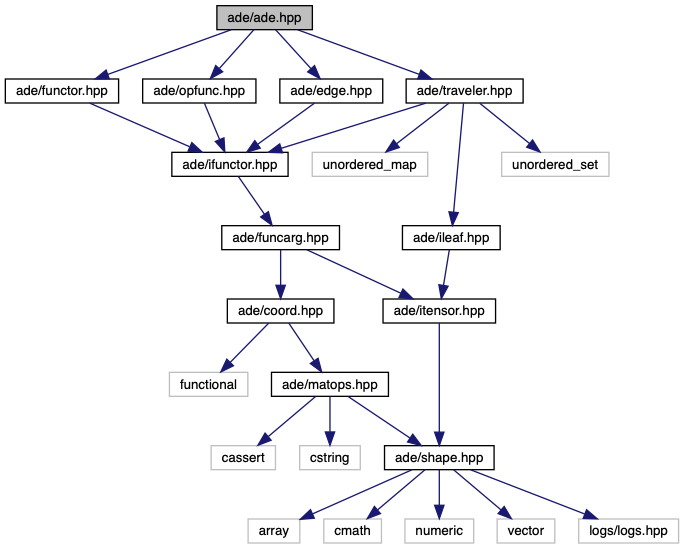 ade/ade.hpp
ade/functor.hpp
ade/opfunc.hpp
ade/edge.hpp
ade/traveler.hpp
ade/ifunctor.hpp
unordered_map
unordered_set
ade/funcarg.hpp
ade/ileaf.hpp
ade/coord.hpp
ade/itensor.hpp
functional
ade/matops.hpp
cassert
cstring
ade/shape.hpp
array
cmath
numeric
vector
logs/logs.hpp